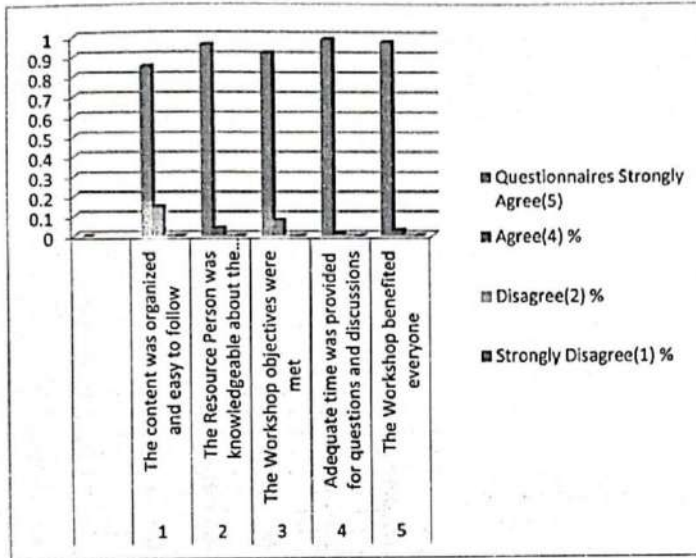 1
0.9
0.8
0.7
0.6
0.5
0.4
0.3
0.2
0.1
0
The content was organized
and easy to follow
The Resource Person was
knowledgeable about the...
The Workshop objectives were
met
Adequate time was provided
for questions and discussions
The Workshop benefited
everyone
1
2
3
4
5
Questionnaires Strongly
Agree(5)
Agree(4) %
Disagree(2) %
Strongly Disagree(1) %